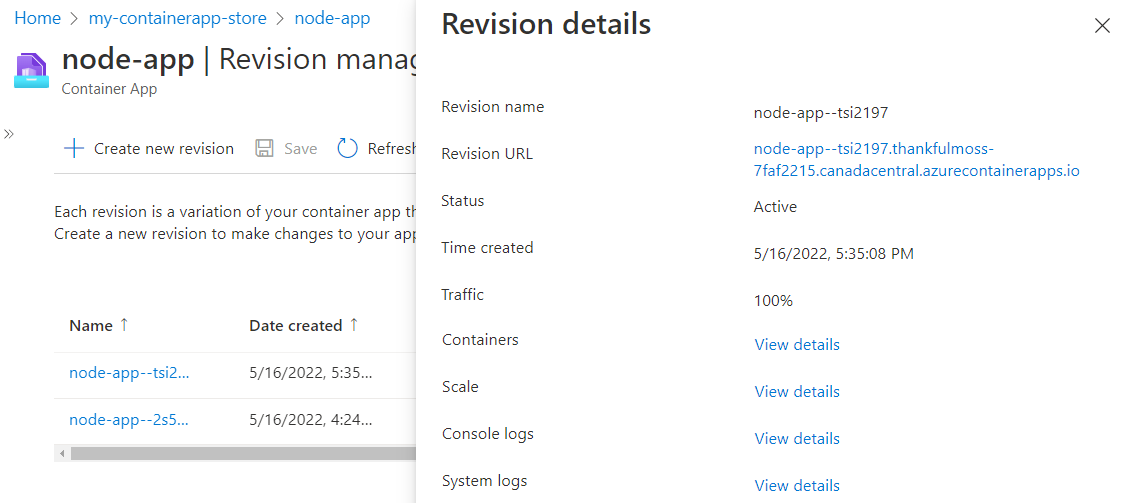 Home > my-containerapp-store > node-app
node-app | Revision manag
Container App
Create new revision Save Refresh
Each revision is a variation of your container app th
Create a new revision to make changes to your app
Name ↑ Date created ↑
node-app--tsi2... 5/16/2022, 5:35...
node-app--2s5... 5/16/2022, 4:24...
Revision details
Revision name node-app--tsi2197
Revision URL node-app--tsi2197.thankfulmoss-
7faf2215.canadacentral.azurecontainerapps.io
Status Active
Time created 5/16/2022, 5:35:08 PM
Traffic 100%
Containers View details
Scale View details
Console logs View details
System logs View details